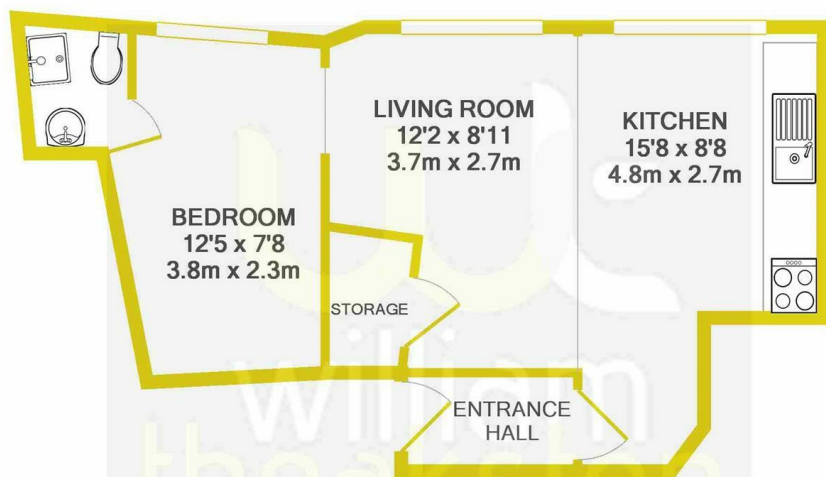 LIVING ROOM
12'2 x 8'11
3.7m x 2.7m
KITCHEN
15'8 x 8'8
4.8m x 2.7m
BEDROOM
12'5 x 7'8
3.8m x 2.3m
STORAGE
ENTRANCE
HALL
william